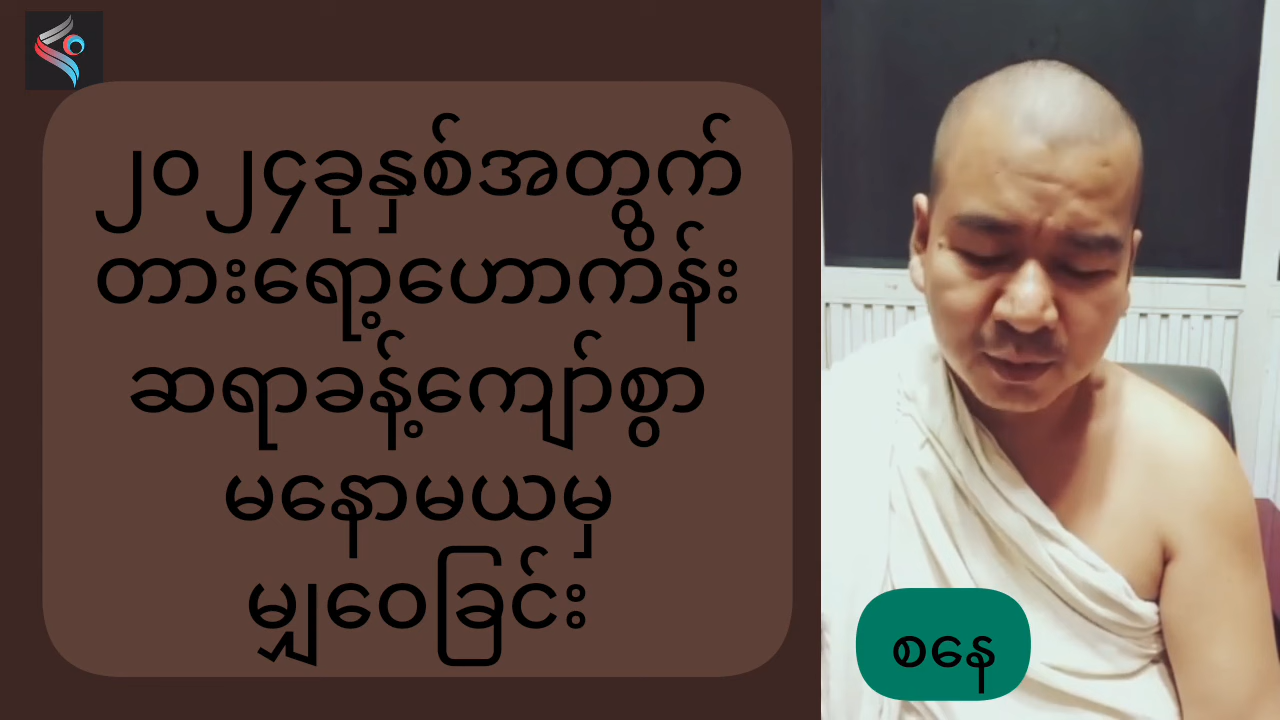 ၂၀၂၄ခုနှစ်အတွက်
တားရော့ဟောကိန်း
ဆရာခန့်ကျော်စွာ
မနောမယမှ
မျှဝေခြင်း
စနေ